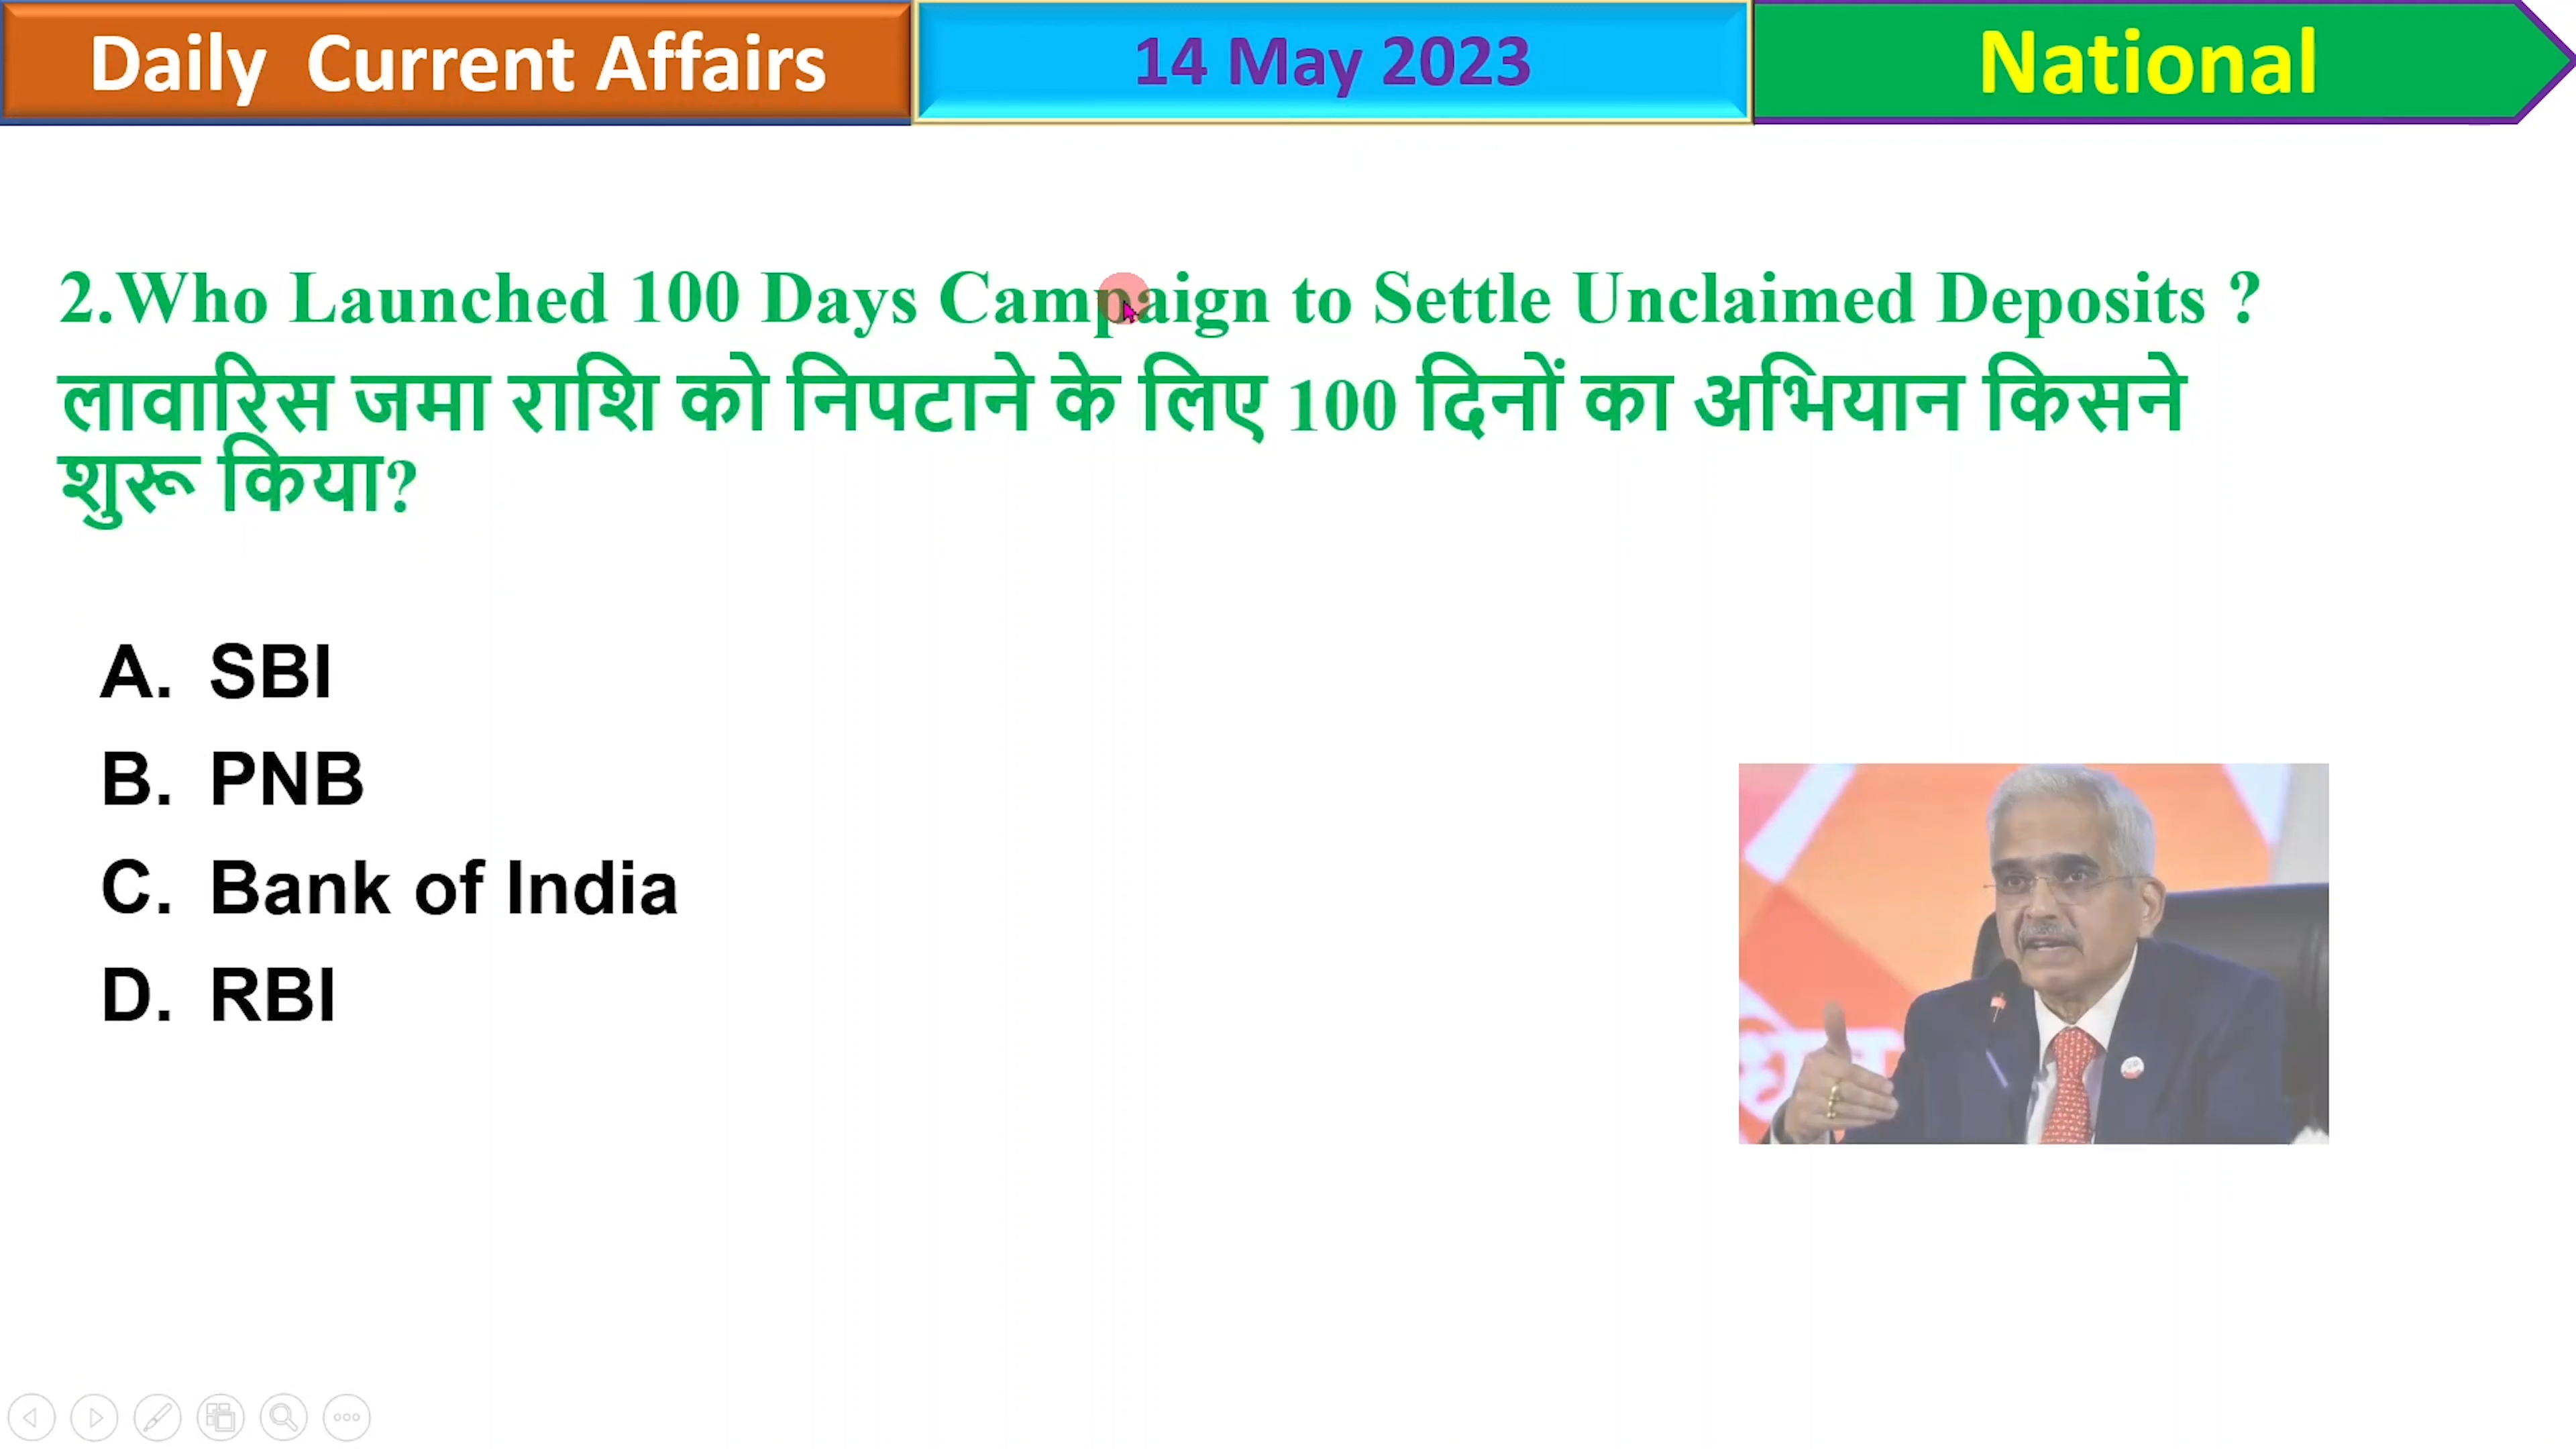 Daily Current Affairs
14 May 2023
National
2.Who Launched 100 Days Campaign to Settle Unclaimed Deposits ?
लावारिस जमा राशि को निपटाने के लिए 100 दिनों का अभियान किसने
शुरू किया?
A. SBI
B. PNB
C. Bank of India
D. RBI